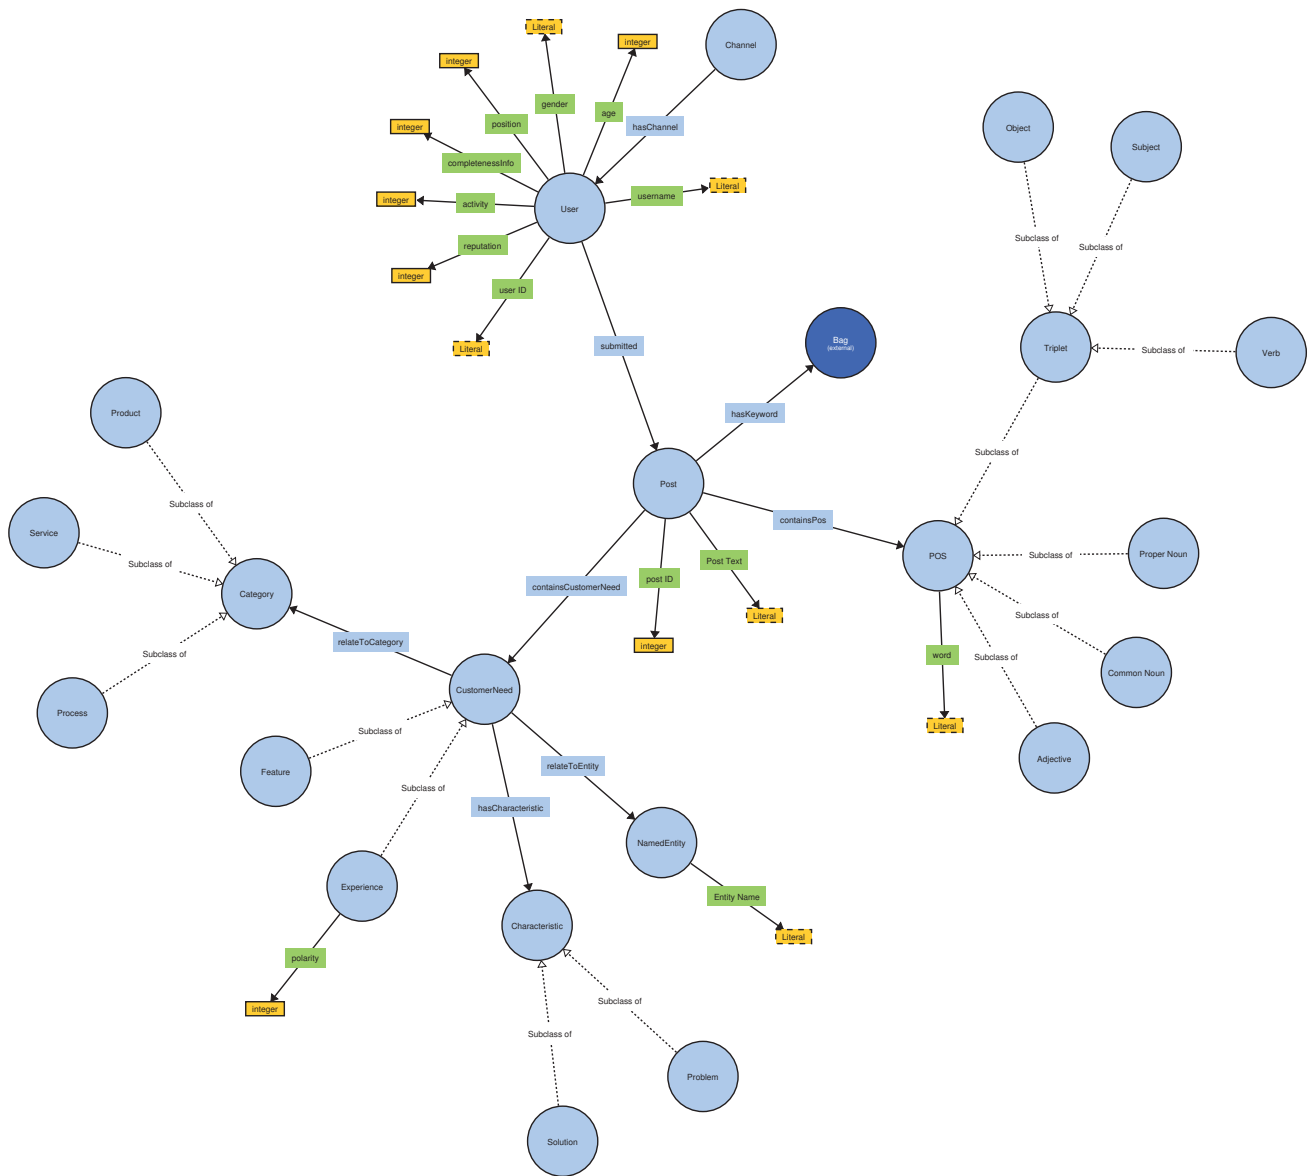 Literal
integer
Channel
integer
gender
age
position
hasChannel
integer
completenessInfo
Object
Subject
username
Literal
integer
activity
User
reputation
integer
user ID
Literal
submitted
Subclass of
Subclass of
Bag
(external)
Triplet
Subclass of
Verb
hasKeyword
Subclass of
Product
Subclass of
Service
Subclass of
Category
Subclass of
Process
relateToCategory
Post
containsPos
containsCustomerNeed
post ID
Post Text
integer
Literal
POS
Subclass of
Proper Noun
Subclass of
Common Noun
Subclass of
Adjective
word
Literal
CustomerNeed
Subclass of
Feature
Subclass of
Experience
polarity
integer
relateToEntity
hasCharacteristic
NamedEntity
Entity Name
Literal
Characteristic
Subclass of
Subclass of
Problem
Solution